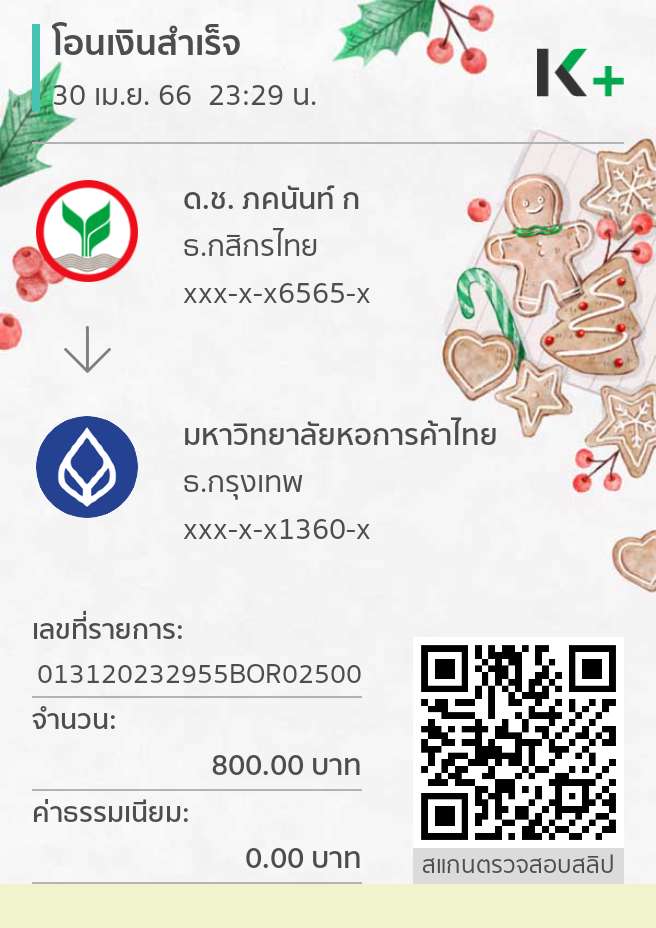 โอนเงินสำเร็จ
30 เม.ย. 66 23:29 น.
K+
ด.ช. ภคนันท์ ก
ธ.กสิกรไทย
xxx-x-x6565-x
มหาวิทยาลัยหอการค้าไทย
ธ.กรุงเทพ
xxx-x-x1360-x
เลขที่รายการ:
013120232955BOR02500
จำนวน:
800.00 บาท
ค่าธรรมเนียม:
0.00 บาท
สแกนตรวจสอบสลิป